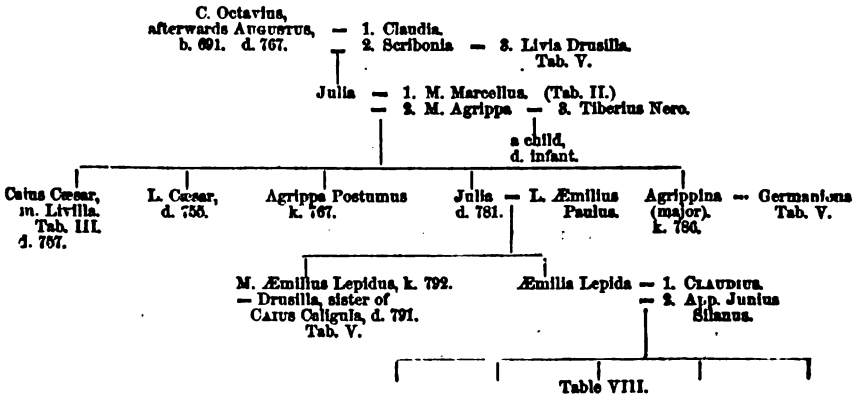 C. Octavius,
afterwards AUGUSTUS, — 1. Claudia.
b. 691. d. 767. 2. Scribonia — 3. Livia Drusilla.
Tab. V.
Julia — 1. M. Marcellus. (Tab. II.)
— 2. M. Agrippa — 3. Tiberius Nero.
a child,
d. infant.
Caius Cæsar, L. Cæsar, Agrippa Postumus Julia — L. Æmilius Agrippina — Germanicus
m. Livilla. d. 755. k. 767. d. 781. Paulus. (major). Tab. V.
Tab. III. k. 786.
d. 757.
M. Æmilius Lepidus, k. 792. Æmilia Lepida — 1. CLAUDIUS.
— Drusilla, sister of — 2. App. Junius
CAIUS Caligula, d. 791. Silanus.
Tab. V.
Table VIII.